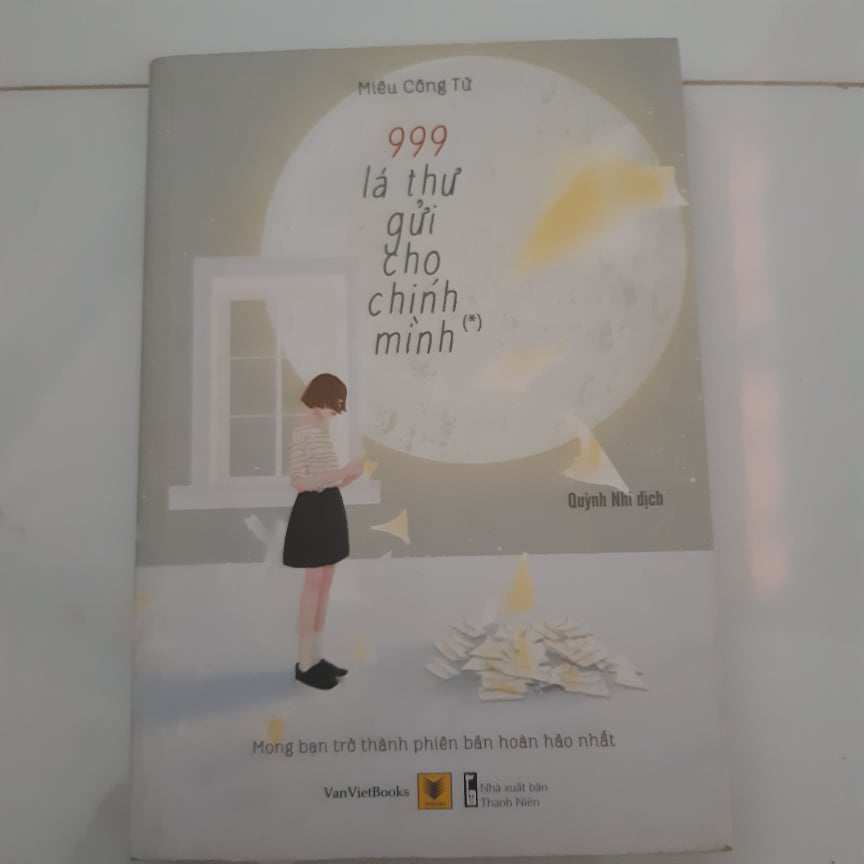 Miêu Công Tử
999
lá thư
gửi
cho
chính
mình (*)
Quỳnh Nhi dịch
Mong bạn trở thành phiên bản hoàn hảo nhất
VanVietBooks
Nhà xuất bản
Thanh Niên